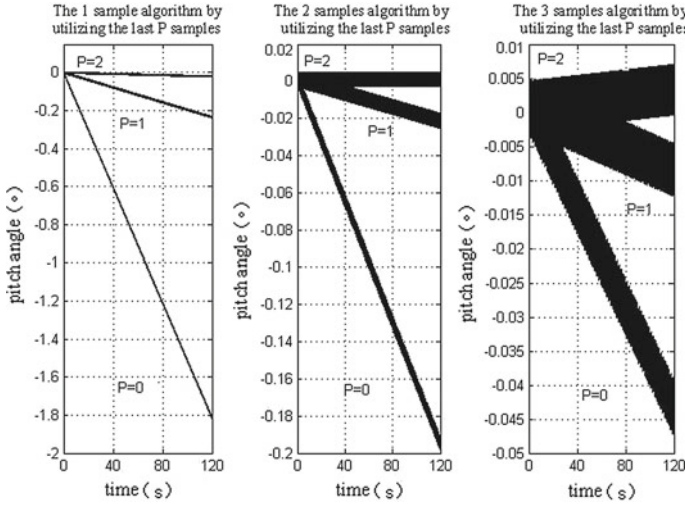 The 1 sample algorithm by
utilizing the last P samples
0
-0.2
-0.4
-0.6
-0.8
-1
-1.2
-1.4
-1.6
-1.8
-2
P=2
P=1
P=0
pitch angle (o)
0 40 80 120
time (s)
The 2 samples algorithm by
utilizing the last P samples
0.02
0
-0.02
-0.04
-0.06
-0.08
-0.1
-0.12
-0.14
-0.16
-0.18
-0.2
P=2
P=1
P=0
pitch angle (o)
0 40 80 120
time (s)
The 3 samples algorithm by
utilizing the last P samples
0.01
0.005
0
-0.005
-0.01
-0.015
-0.02
-0.025
-0.03
-0.035
-0.04
-0.045
-0.05
P=2
P=1
P=0
pitch angle (o)
0 40 80 120
time (s)